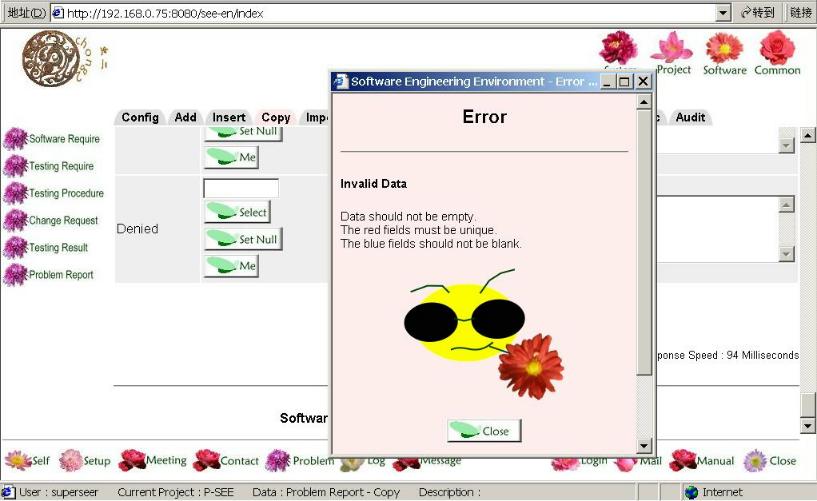 地址(D) http://192.168.0.75:8080/see-en/index 转到 链接
chongz
Project Software Common
Software Engineering Environment - Error ...
Config Add Insert Copy Audit
Error
Software Require
Testing Require
Testing Procedure
Change Request
Testing Result
Problem Report
Set Null
Me
Denied
Select
Set Null
Me
Invalid Data
Data should not be empty.
The red fields must be unique.
The blue fields should not be blank.
ponse Speed : 94 Milliseconds
Softwar
Close
Self Setup Meeting Contact Problem Log Message Login Mail Manual Close
User : superseer Current Project : P-SEE Data : Problem Report - Copy Description : Internet